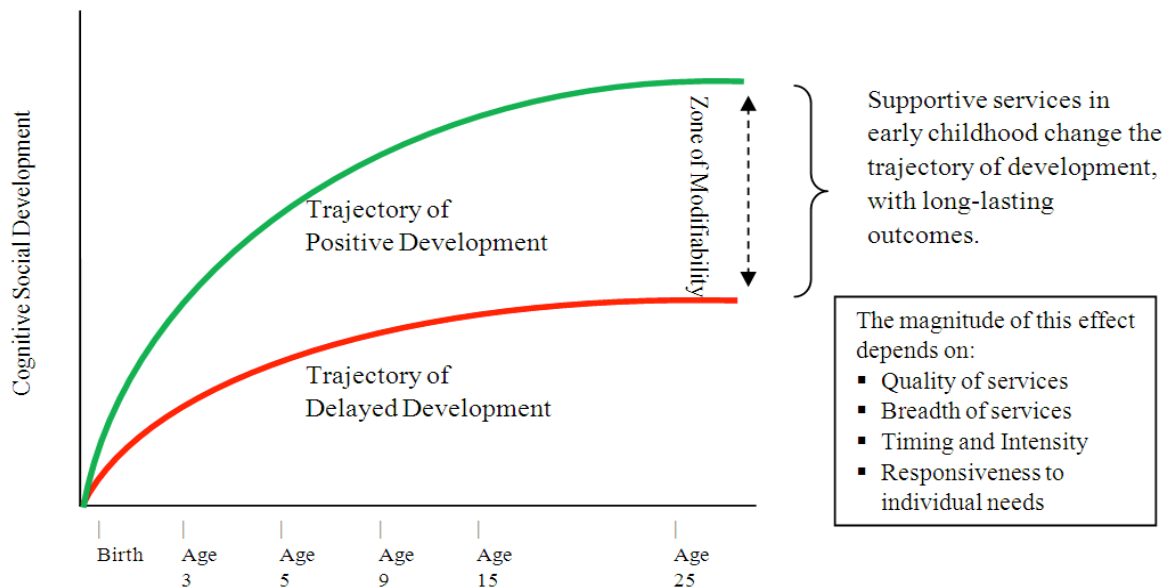 Cognitive Social Development
Trajectory of
Positive Development
Trajectory of
Delayed Development
Zone of Modifiability
Supportive services in
early childhood change the
trajectory of development,
with long-lasting
outcomes.
The magnitude of this effect
depends on:
▪ Quality of services
▪ Breadth of services
▪ Timing and Intensity
▪ Responsiveness to
individual needs
Birth
Age
3
Age
5
Age
9
Age
15
Age
25